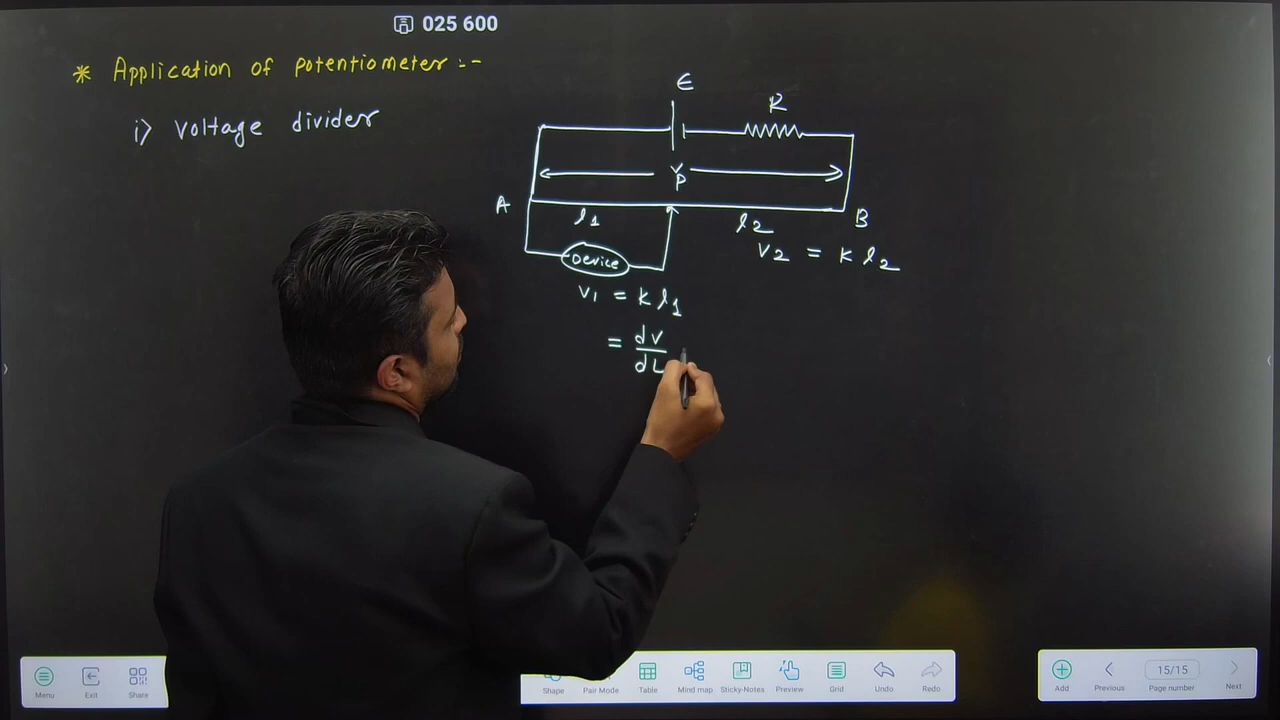 025 600
* Application of potentiometer :-
i) Voltage divider
E
R
Vp
A
l1
l2
B
Device
V2 = K l2
V1 = K l1
= dV/dL
Menu
Exit
Share
Shape
Pair Mode
Table
Mind map
Sticky-Notes
Preview
Grid
Undo
Redo
Add
Previous
15/15
Page number
Next